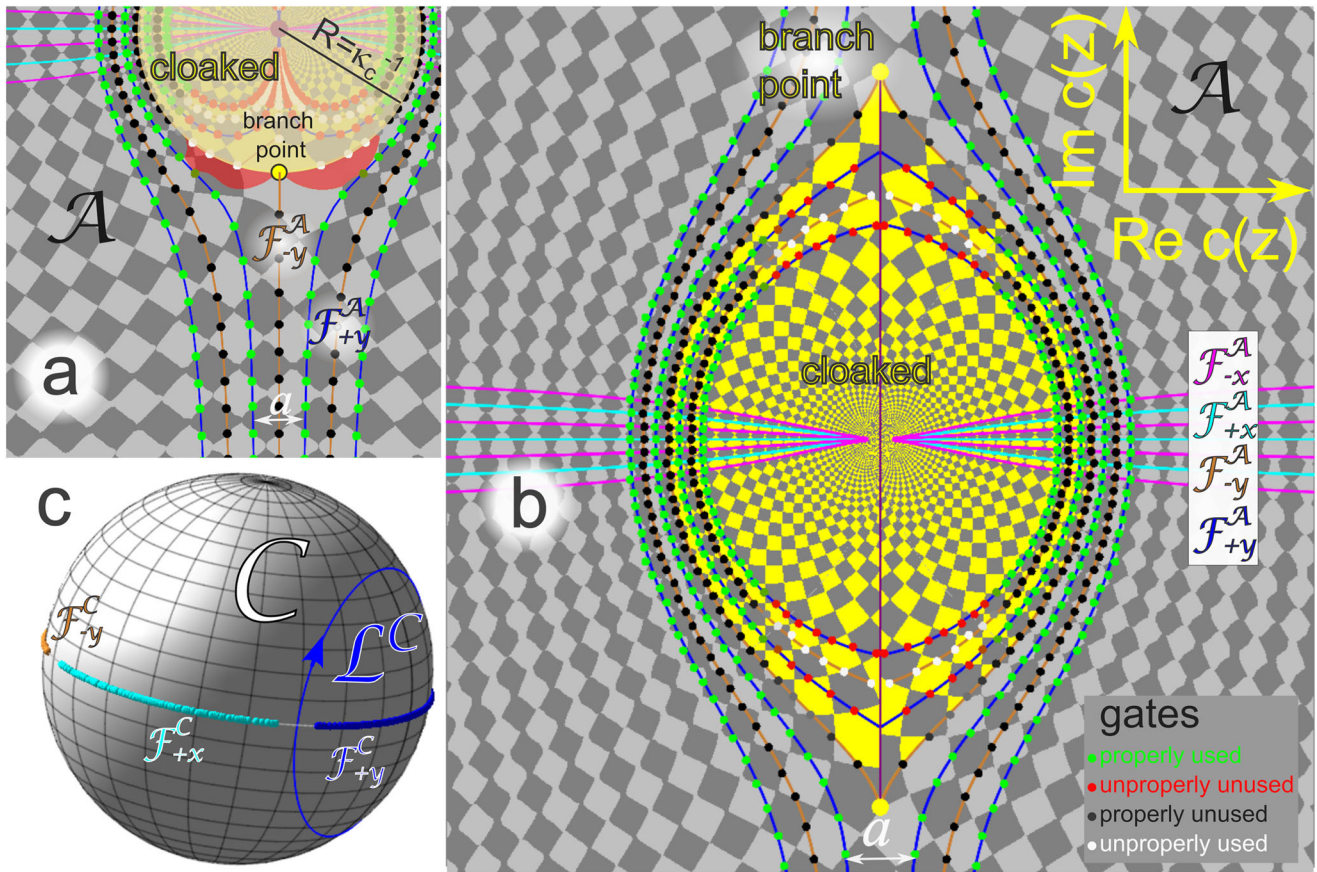 cloaked
R=κc-1
branch
point
A
F-yA
F+yA
a
a
branch
point
A
Im c(z)
Re c(z)
cloaked
b
F-xA
F+xA
F-yA
F+yA
a
gates
properly used
unproperly unused
properly unused
unproperly used
c
C
F-yC
LC
F+xC
F+yC